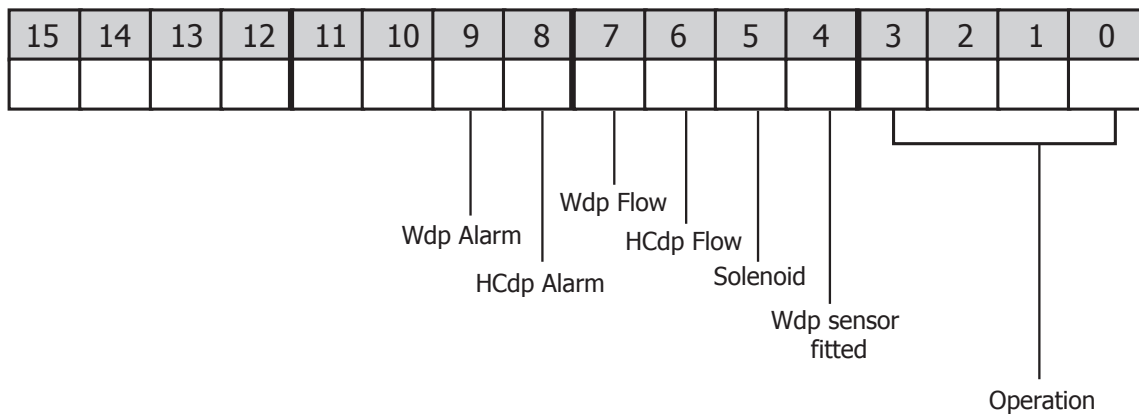 15 14 13 12 11 10 9 8 7 6 5 4 3 2 1 0
Wdp Flow
Wdp Alarm
HCdp Flow
HCdp Alarm
Solenoid
Wdp sensor
fitted
Operation